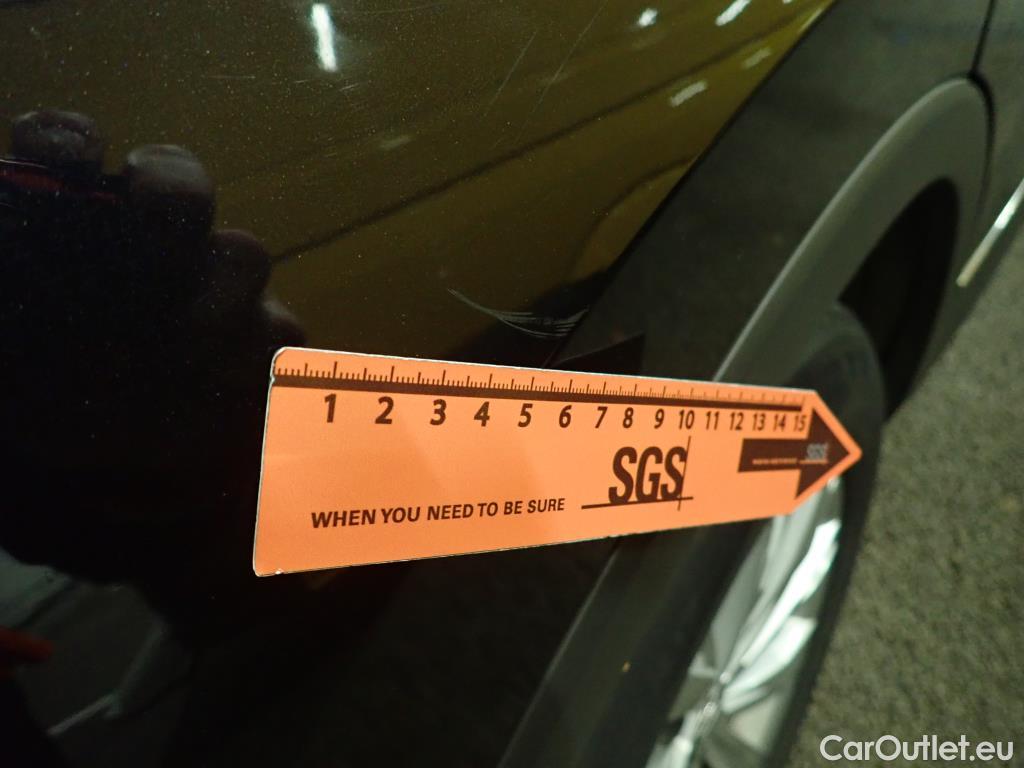 1 2 3 4 5 6 7 8 9 10 11 12 13 14 15
SGS
SGS
WHEN YOU NEED TO BE SURE
CarOutlet.eu